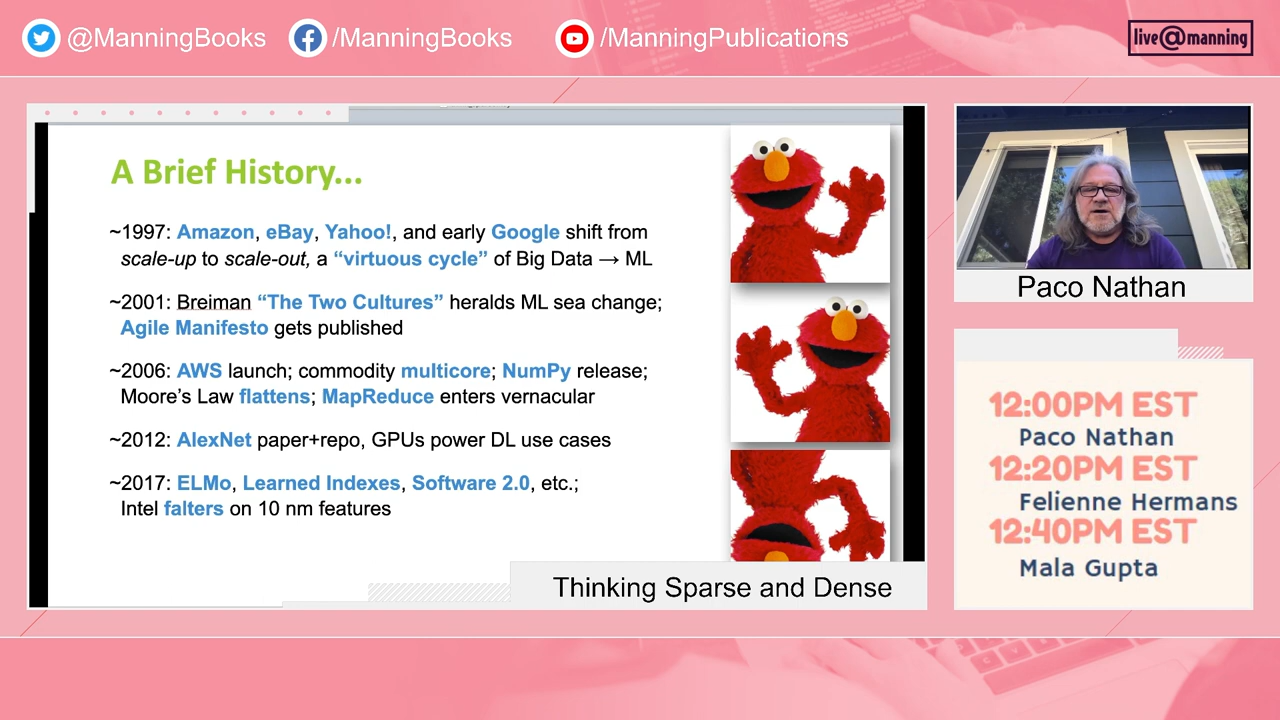 @ManningBooks
/ManningBooks
/ManningPublications
live@manning
A Brief History...
~1997: Amazon, eBay, Yahoo!, and early Google shift from
scale-up to scale-out, a “virtuous cycle” of Big Data → ML
~2001: Breiman “The Two Cultures” heralds ML sea change;
Agile Manifesto gets published
~2006: AWS launch; commodity multicore; NumPy release;
Moore’s Law flattens; MapReduce enters vernacular
~2012: AlexNet paper+repo, GPUs power DL use cases
~2017: ELMo, Learned Indexes, Software 2.0, etc.;
Intel falters on 10 nm features
Thinking Sparse and Dense
Paco Nathan
12:00PM EST
Paco Nathan
12:20PM EST
Felienne Hermans
12:40PM EST
Mala Gupta